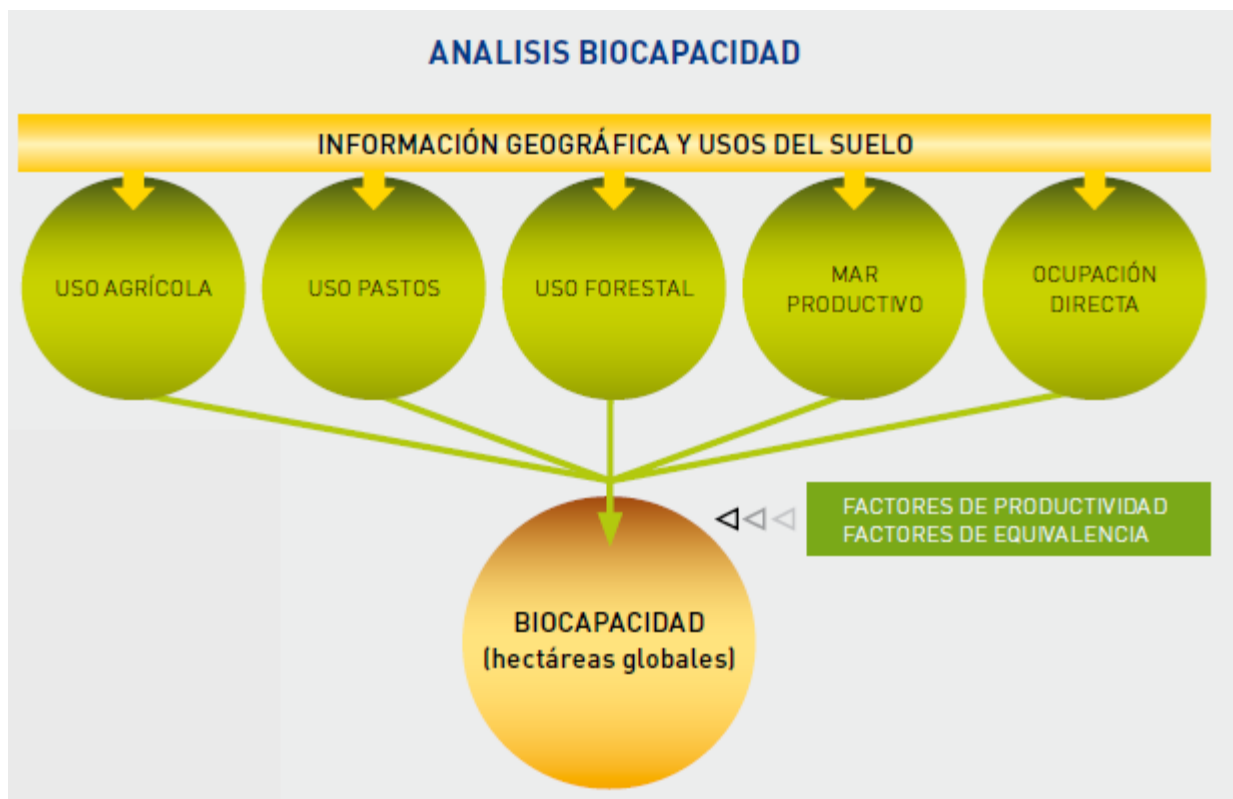 ANALISIS BIOCAPACIDAD
INFORMACIÓN GEOGRÁFICA Y USOS DEL SUELO
USO AGRÍCOLA
USO PASTOS
USO FORESTAL
MAR
PRODUCTIVO
OCUPACIÓN
DIRECTA
FACTORES DE PRODUCTIVIDAD
FACTORES DE EQUIVALENCIA
BIOCAPACIDAD
(hectáreas globales)